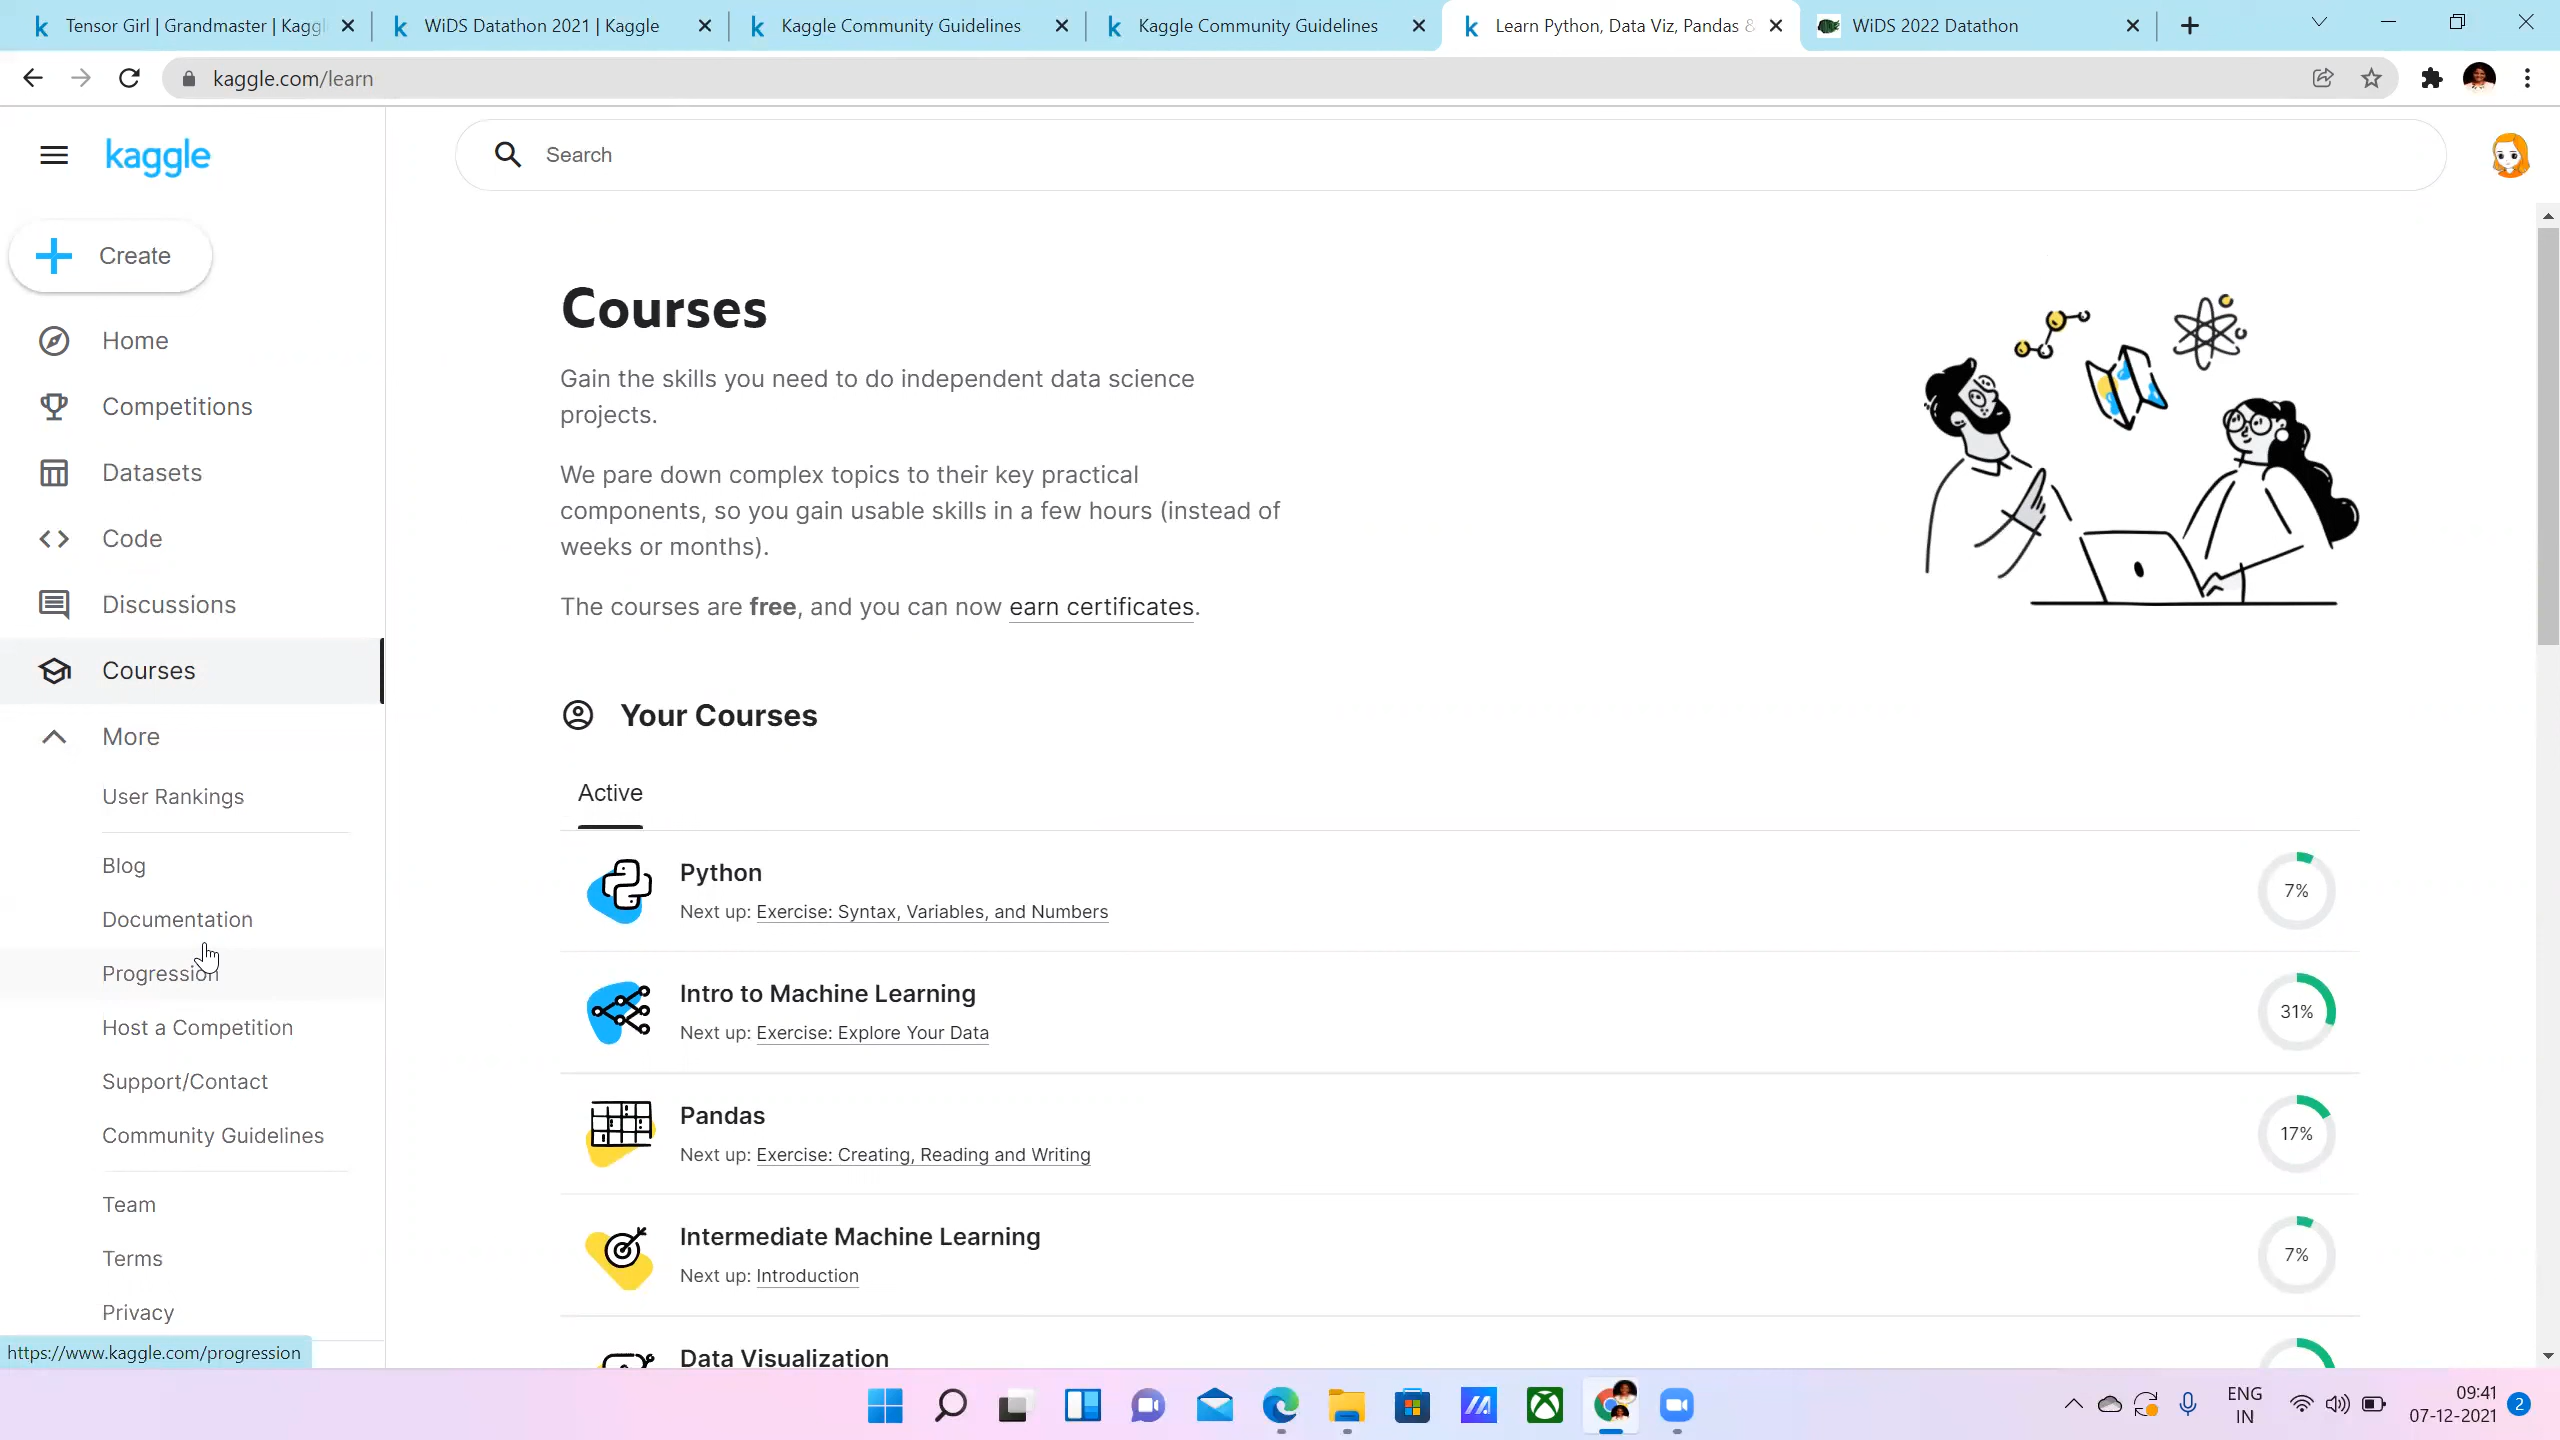 Tensor Girl | Grandmaster | Kaggl
WiDS Datathon 2021 | Kaggle
Kaggle Community Guidelines
Kaggle Community Guidelines
Learn Python, Data Viz, Pandas &
WiDS 2022 Datathon
kaggle.com/learn
kaggle
Search
Create
Home
Competitions
Datasets
Code
Discussions
Courses
More
User Rankings
Blog
Documentation
Progression
Host a Competition
Support/Contact
Community Guidelines
Team
Terms
Privacy
https://www.kaggle.com/progression
Courses
Gain the skills you need to do independent data science
projects.
We pare down complex topics to their key practical
components, so you gain usable skills in a few hours (instead of
weeks or months).
The courses are free, and you can now earn certificates.
Your Courses
Active
Python
Next up: Exercise: Syntax, Variables, and Numbers
7%
Intro to Machine Learning
Next up: Exercise: Explore Your Data
31%
Pandas
Next up: Exercise: Creating, Reading and Writing
17%
Intermediate Machine Learning
Next up: Introduction
7%
Data Visualization
ENG
IN
09:41
07-12-2021
2